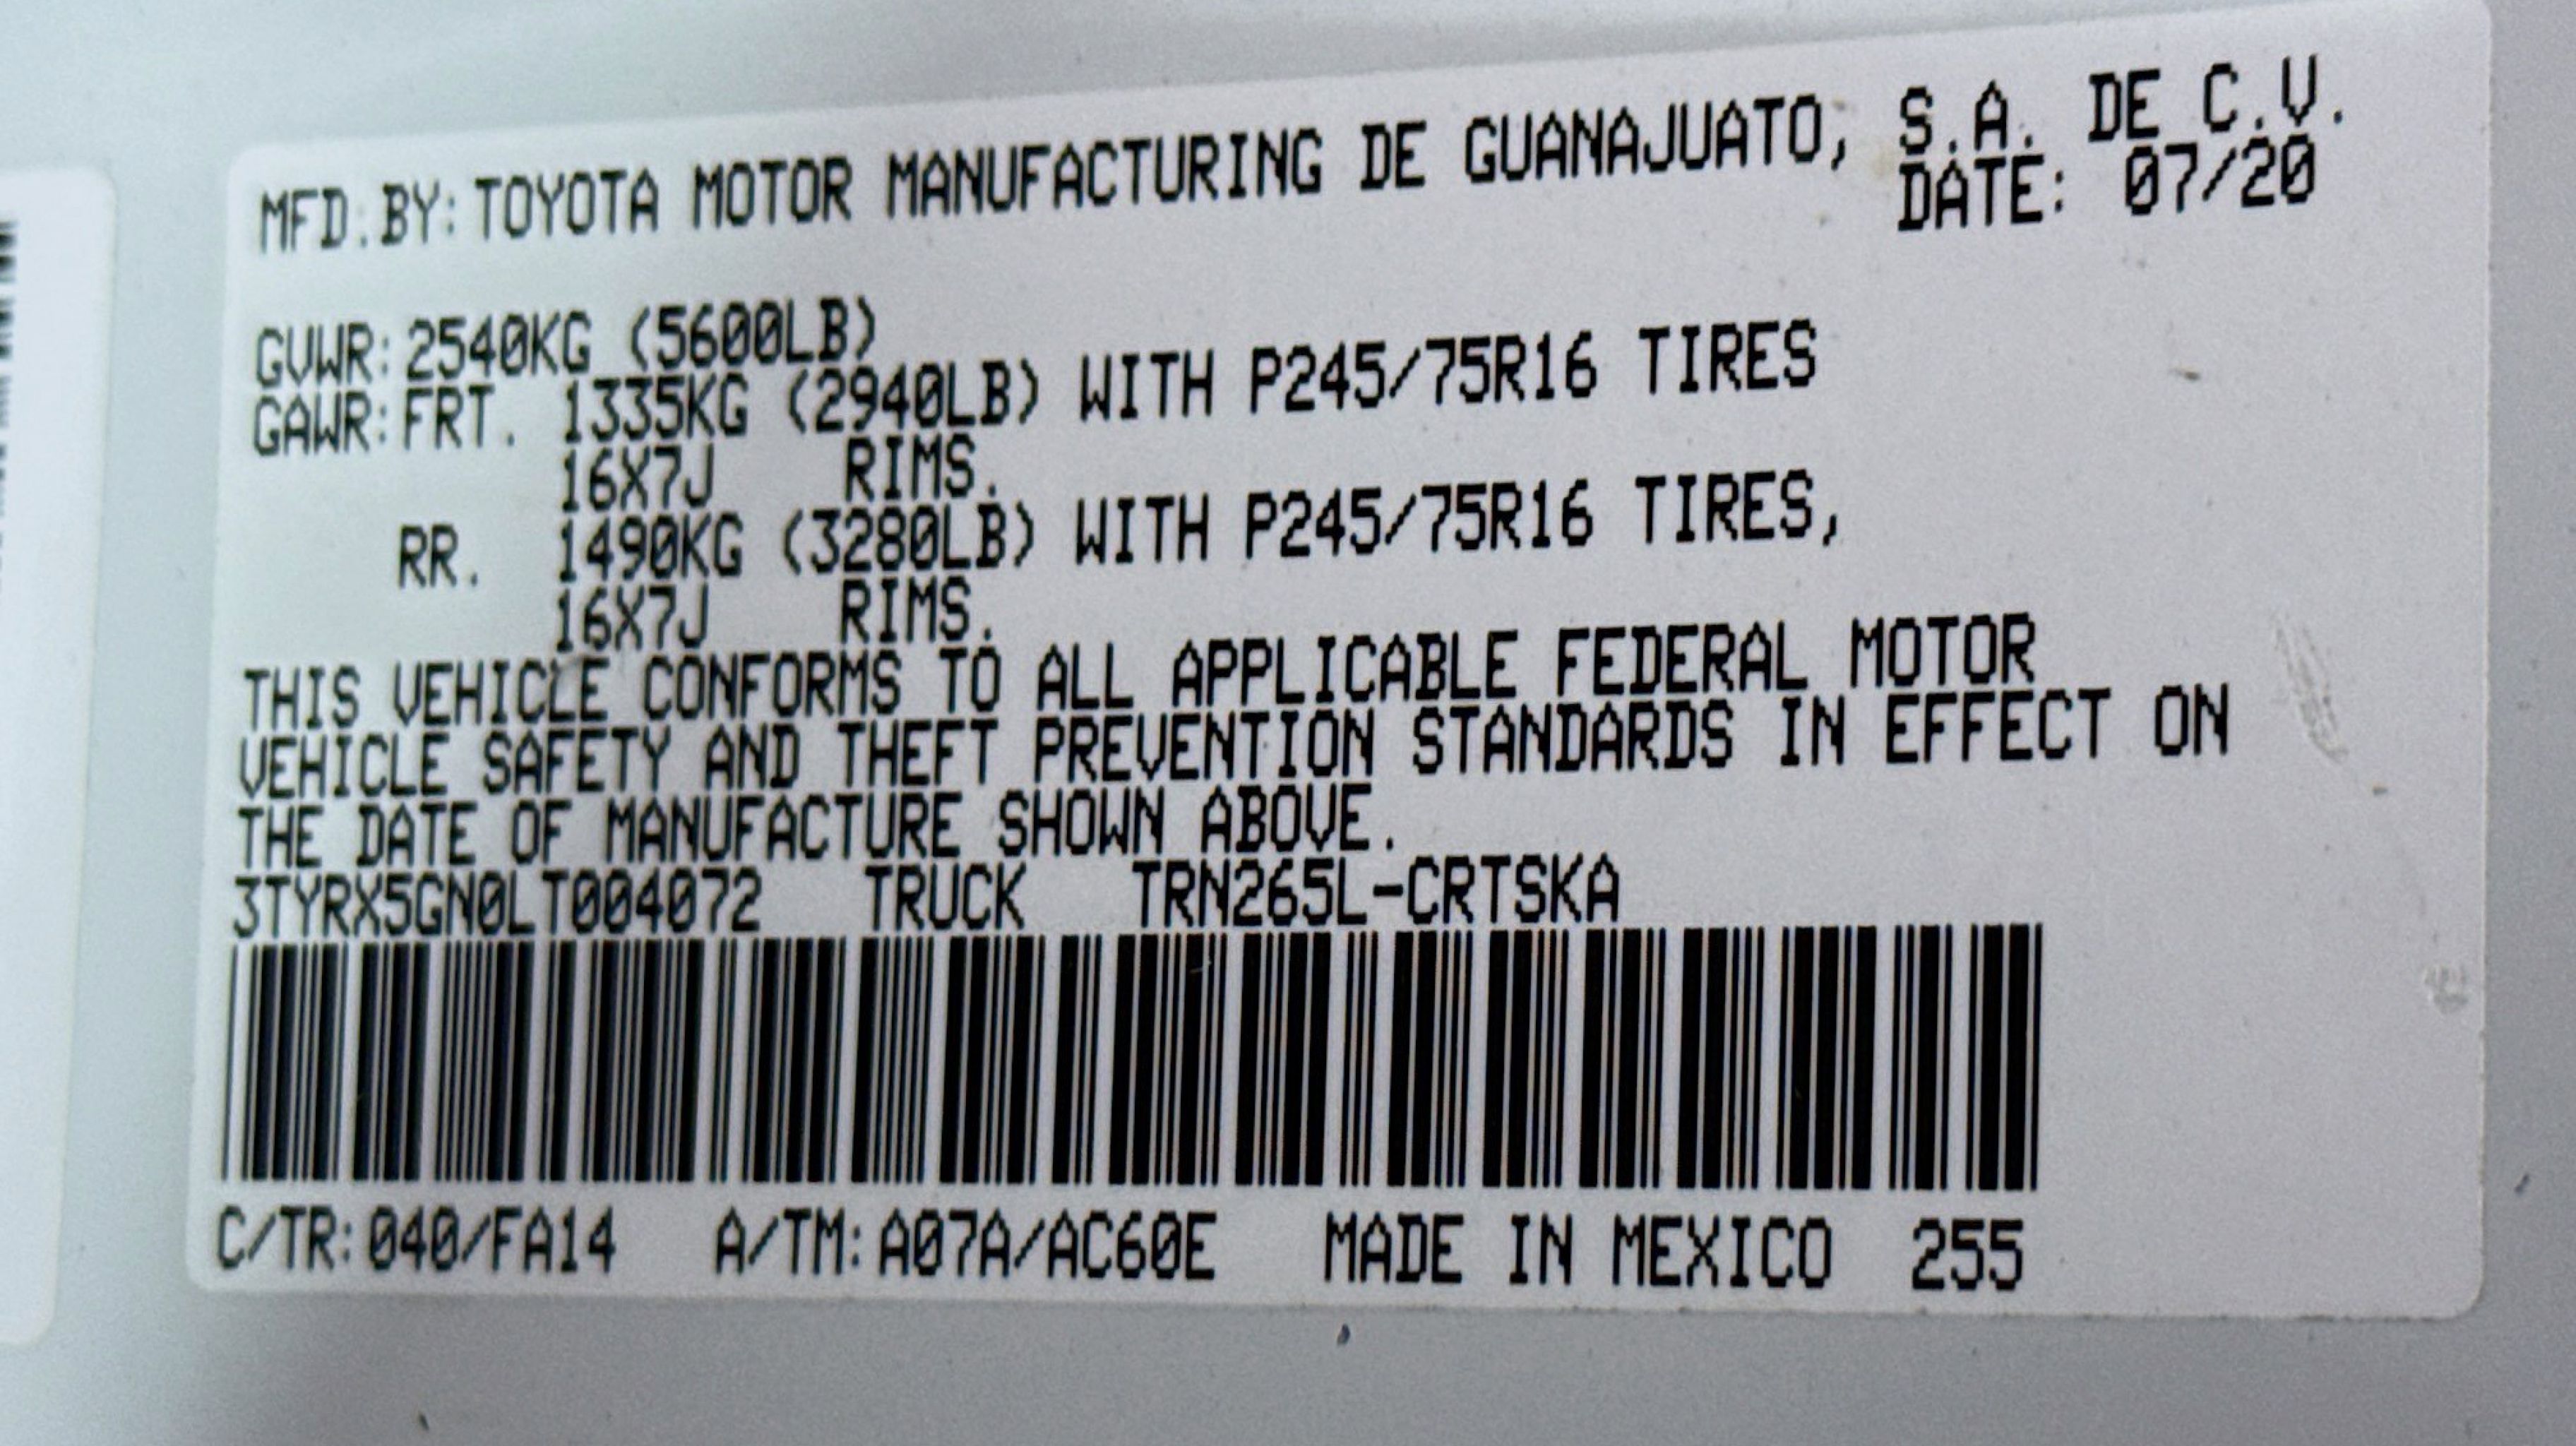 MFD.BY:TOYOTA MOTOR MANUFACTURING DE GUANAJUATO, S.A. DE C.V.
DATE: 07/20
GVWR:2540KG (5600LB)
GAWR:FRT. 1335KG (2940LB) WITH P245/75R16 TIRES
16X7J RIMS.
RR. 1490KG (3280LB) WITH P245/75R16 TIRES,
16X7J RIMS.
THIS VEHICLE CONFORMS TO ALL APPLICABLE FEDERAL MOTOR
VEHICLE SAFETY AND THEFT PREVENTION STANDARDS IN EFFECT ON
THE DATE OF MANUFACTURE SHOWN ABOVE.
3TYRX5GN0LT004072 TRUCK TRN265L-CRTSKA
C/TR:040/FA14 A/TM:A07A/AC60E MADE IN MEXICO 255